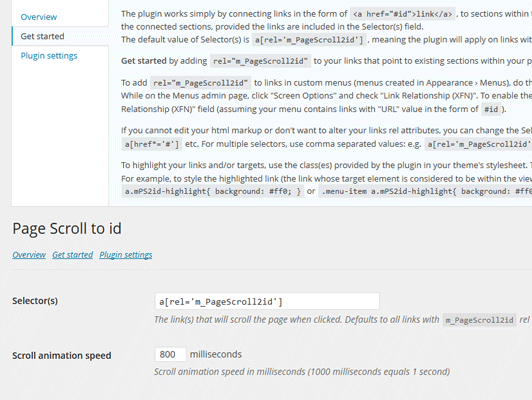 Overview
Get started
Plugin settings
The plugin works simply by connecting links in the form of <a href="#id">link</a>, to sections within
the connected sections, provided the links are included in the Selector(s) field.
The default value of Selector(s) is a[rel='m_PageScroll2id'], meaning the plugin will apply on links wit
Get started by adding rel="m_PageScroll2id" to your links that point to existing sections within your p
To add rel="m_PageScroll2id" to links in custom menus (menus created in Appearance › Menus), do th
While on the Menus admin page, click "Screen Options" and check "Link Relationship (XFN)". To enable the
Relationship (XFN)" field (assuming your menu contains links with "URL" value in the form of #id).
If you cannot edit your html markup or don't want to alter your links rel attributes, you can change the Sel
a[href*='#'] etc. For multiple selectors, use comma separated values: e.g. a[rel='m_PageScroll2id'
To highlight your links and/or targets, use the class(es) provided by the plugin in your theme's stylesheet. T
For example, to style the highlighted link (the link whose target element is considered to be within the view
a.mPS2id-highlight{ background: #ff0; } or .menu-item a.mPS2id-highlight{ background: #ff0
Page Scroll to id
Overview Get started Plugin settings
Selector(s) a[rel='m_PageScroll2id']
The link(s) that will scroll the page when clicked. Defaults to all links with m_PageScroll2id rel
Scroll animation speed 800 milliseconds
Scroll animation speed in milliseconds (1000 milliseconds equals 1 second)